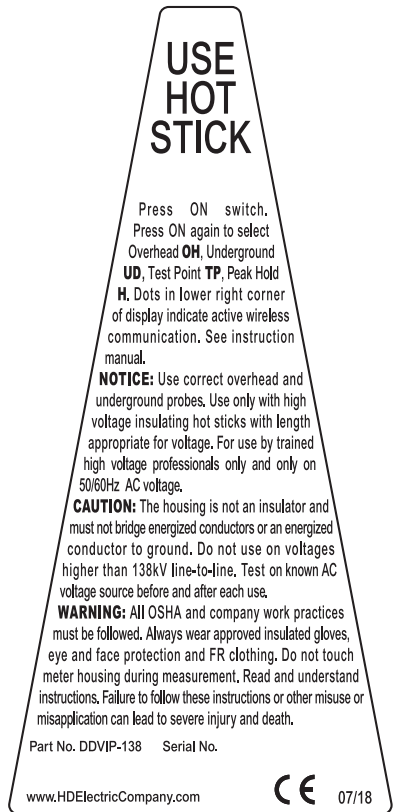 USE
HOT
STICK
Press ON switch.
Press ON again to select
Overhead OH, Underground
UD, Test Point TP, Peak Hold
H. Dots in lower right corner
of display indicate active wireless
communication. See instruction
manual.
NOTICE: Use correct overhead and
underground probes. Use only with high
voltage insulating hot sticks with length
appropriate for voltage. For use by trained
high voltage professionals only and only on
50/60Hz AC voltage.
CAUTION: The housing is not an insulator and
must not bridge energized conductors or an energized
conductor to ground. Do not use on voltages
higher than 138kV line-to-line. Test on known AC
voltage source before and after each use.
WARNING: All OSHA and company work practices
must be followed. Always wear approved insulated gloves,
eye and face protection and FR clothing. Do not touch
meter housing during measurement. Read and understand
instructions. Failure to follow these instructions or other misuse or
misapplication can lead to severe injury and death.
Part No. DDVIP-138 Serial No.
www.HDElectricCompany.com CE 07/18